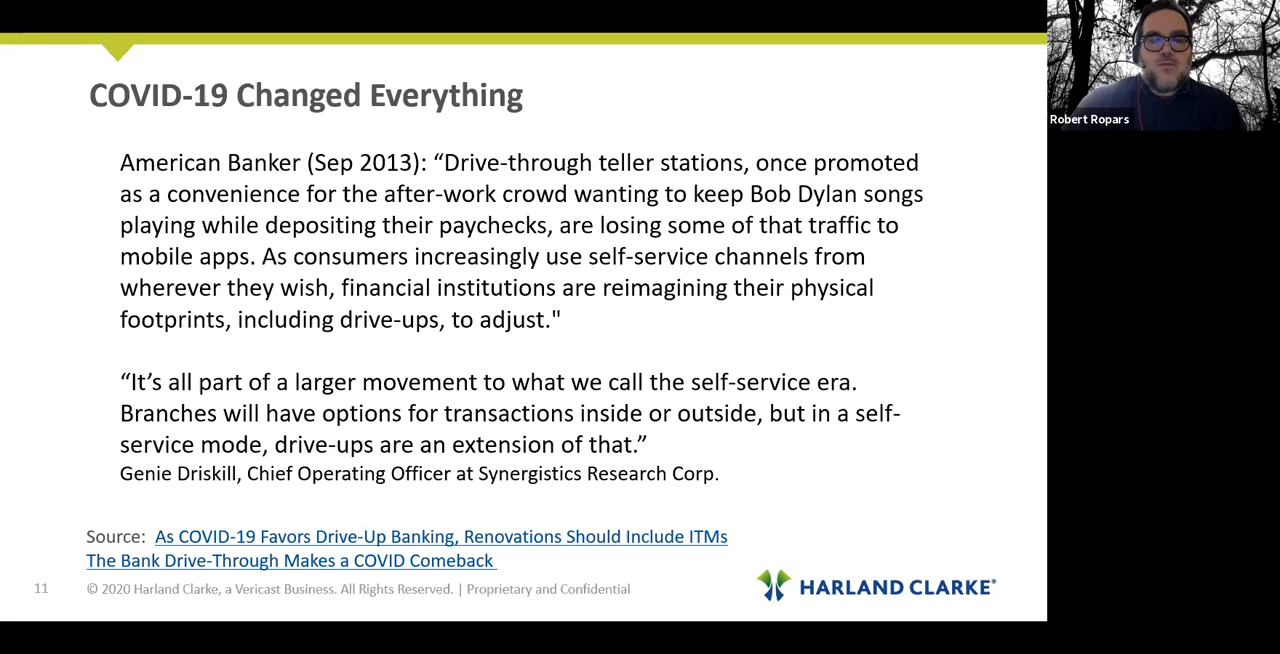 COVID-19 Changed Everything
American Banker (Sep 2013): “Drive-through teller stations, once promoted
as a convenience for the after-work crowd wanting to keep Bob Dylan songs
playing while depositing their paychecks, are losing some of that traffic to
mobile apps. As consumers increasingly use self-service channels from
wherever they wish, financial institutions are reimagining their physical
footprints, including drive-ups, to adjust."
“It’s all part of a larger movement to what we call the self-service era.
Branches will have options for transactions inside or outside, but in a self-
service mode, drive-ups are an extension of that.”
Genie Driskill, Chief Operating Officer at Synergistics Research Corp.
Source: As COVID-19 Favors Drive-Up Banking, Renovations Should Include ITMs
The Bank Drive-Through Makes a COVID Comeback
11 © 2020 Harland Clarke, a Vericast Business. All Rights Reserved. | Proprietary and Confidential
HARLAND CLARKE®
Robert Ropars